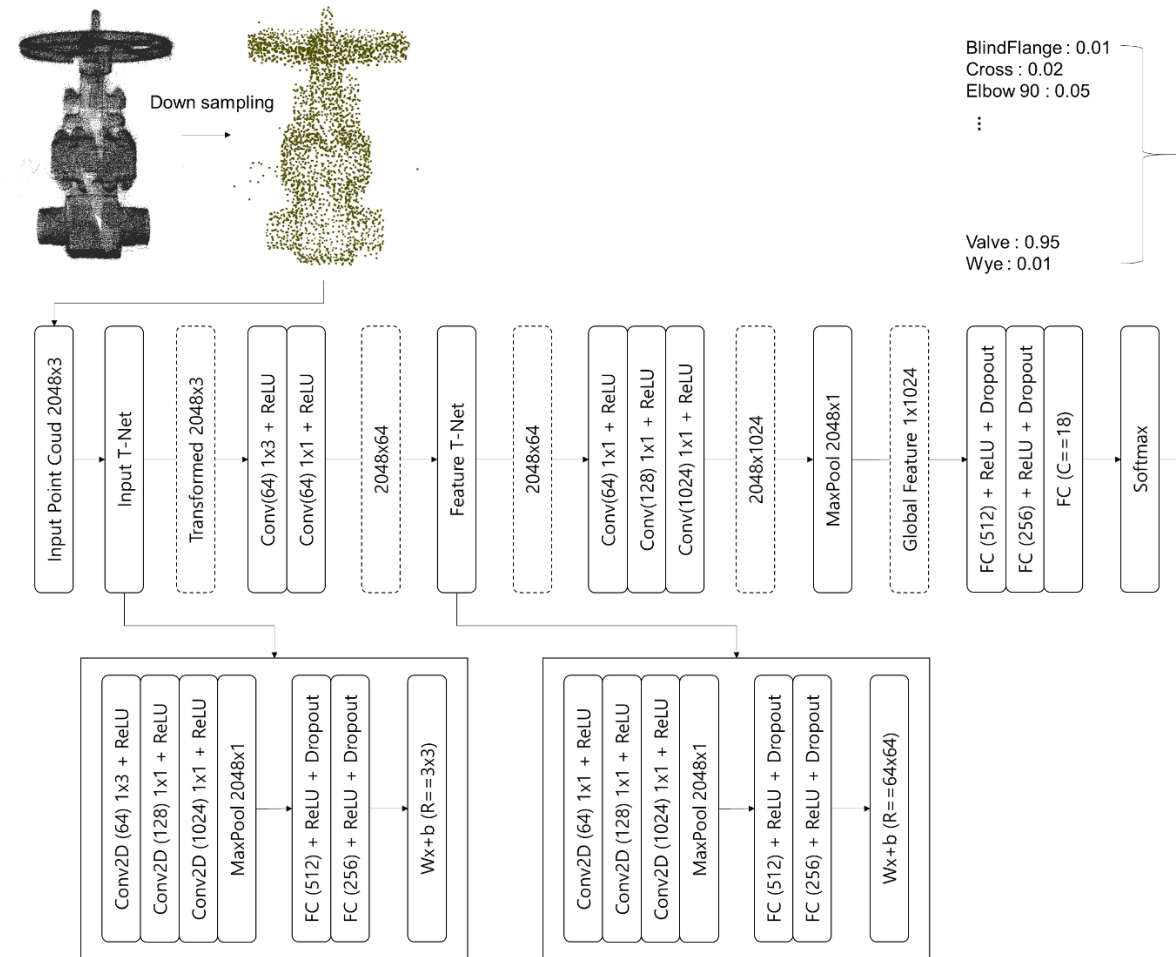 Down sampling
BlindFlange : 0.01
Cross : 0.02
Elbow 90 : 0.05
⋮
Valve : 0.95
Wye : 0.01
Input Point Coud 2048x3
Input T-Net
Transformed 2048x3
Conv(64) 1x3 + ReLU
Conv(64) 1x1 + ReLU
2048x64
Feature T-Net
2048x64
Conv(64) 1x1 + ReLU
Conv(128) 1x1 + ReLU
Conv(1024) 1x1 + ReLU
2048x1024
MaxPool 2048x1
Global Feature 1x1024
FC (512) + ReLU + Dropout
FC (256) + ReLU + Dropout
FC (C==18)
Softmax
Conv2D (64) 1x3 + ReLU
Conv2D (128) 1x1 + ReLU
Conv2D (1024) 1x1 + ReLU
MaxPool 2048x1
FC (512) + ReLU + Dropout
FC (256) + ReLU + Dropout
Wx+b (R==3x3)
Conv2D (64) 1x1 + ReLU
Conv2D (128) 1x1 + ReLU
Conv2D (1024) 1x1 + ReLU
MaxPool 2048x1
FC (512) + ReLU + Dropout
FC (256) + ReLU + Dropout
Wx+b (R==64x64)